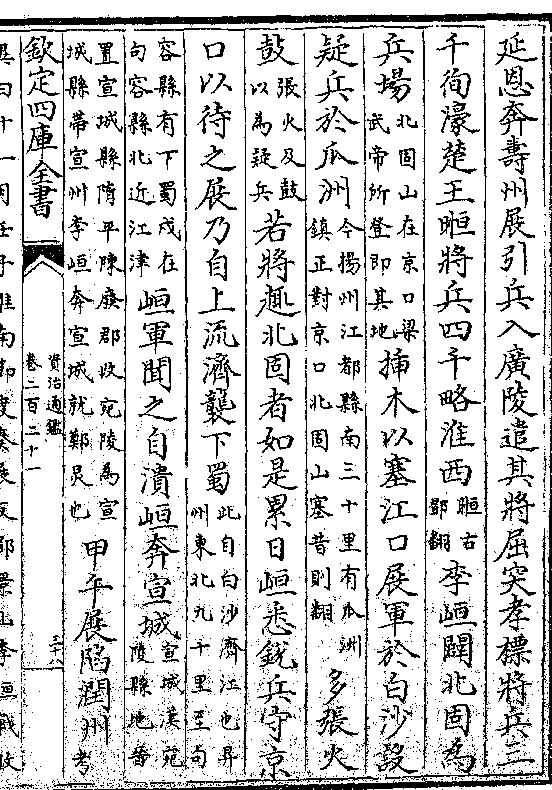 延恩奔壽州展引兵入廣陵遣其將屈突孝標將兵三
千徇濠楚王暅將兵四千略淮西暅右鄧翻李峘闢北固為
兵場北固山在京口梁武帝所登即其地插木以塞江口展軍於白沙設
疑兵於瓜洲今揚州江都縣南三十里有瓜洲鎮正對京口北固山塞昔則翻多張火
鼓張火及鼓以為疑兵若將趣北固者如是累日峘悉銳兵守京
口以待之展乃自上流濟襲下蜀此自白沙濟江也昇州東北九十里至句
容縣有下蜀戍在句容縣北近江津峘軍聞之自潰峘奔宣城宣城漢宛陵縣地晉
置宣城縣隋平陳廢郡改宛陵為宣城縣帶宣州李峘奔宣城就鄭炅也甲午展陷潤州考
欽定四庫全書
資治通鑑
卷二百二十一
三十八